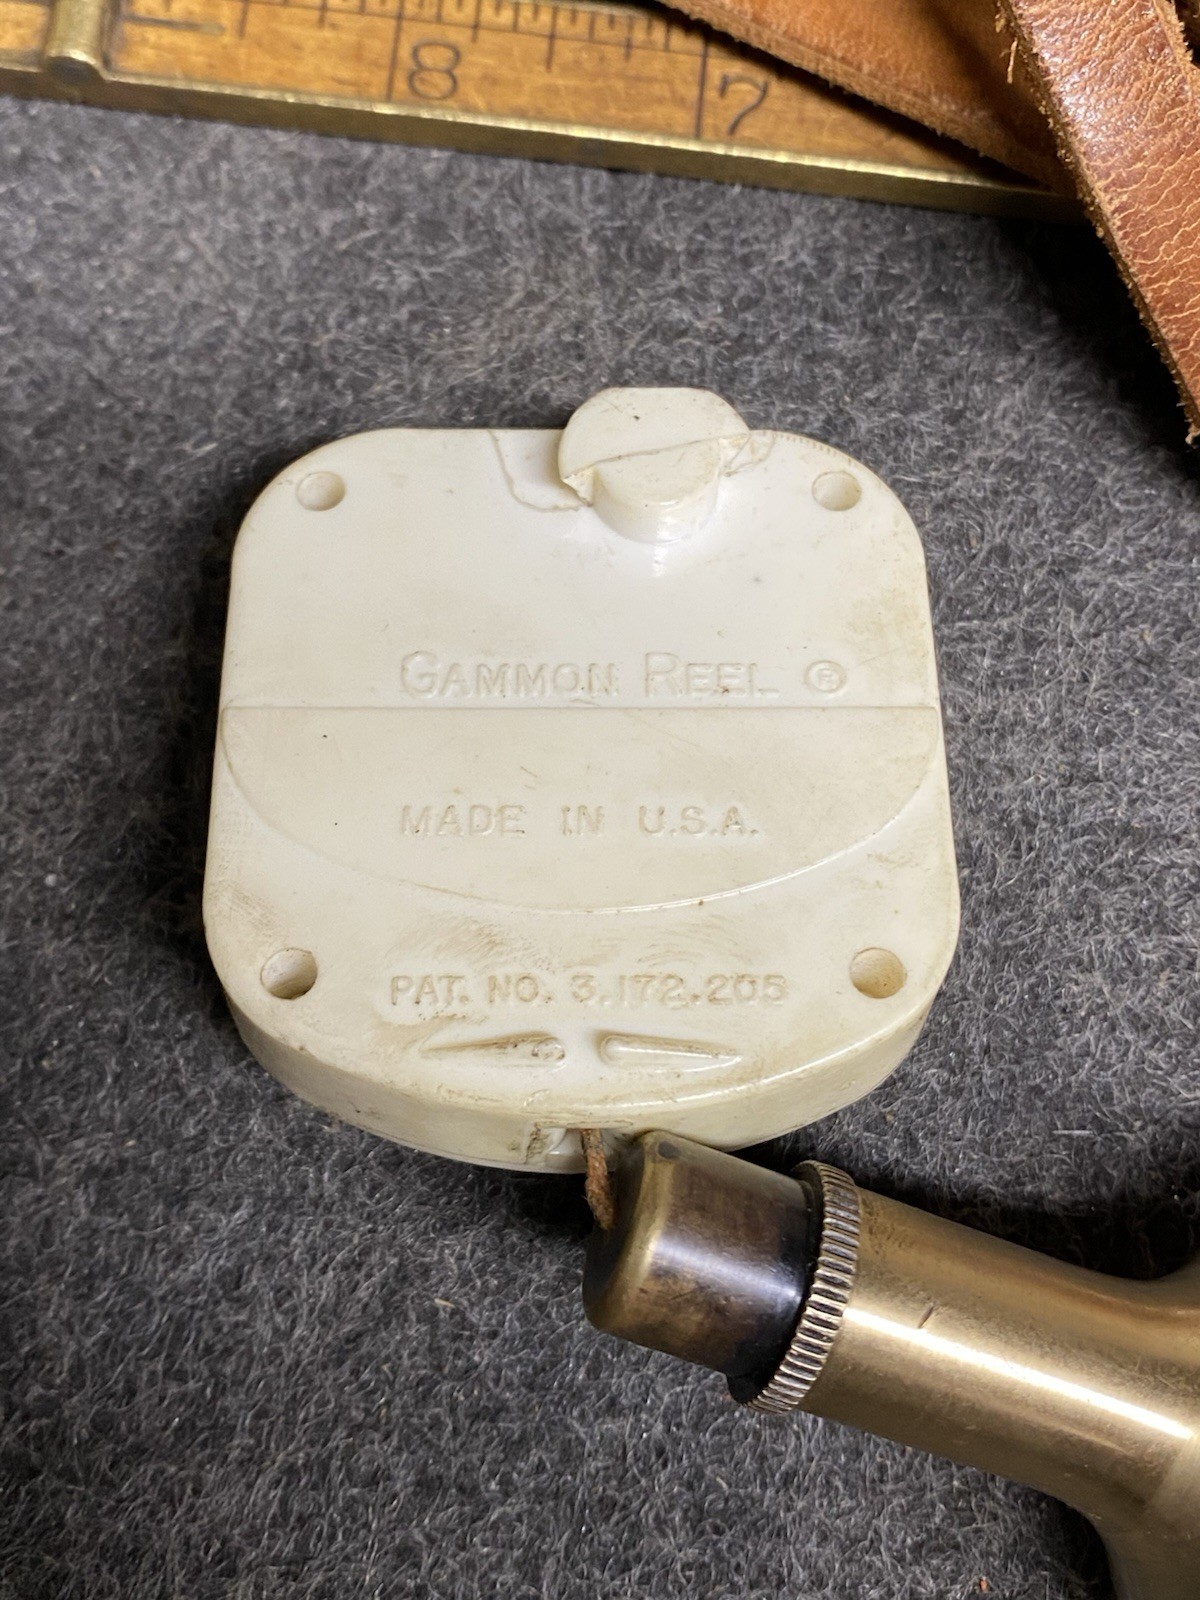 8 7
GAMMON REEL ®
MADE IN U.S.A.
PAT. NO. 3,172,205